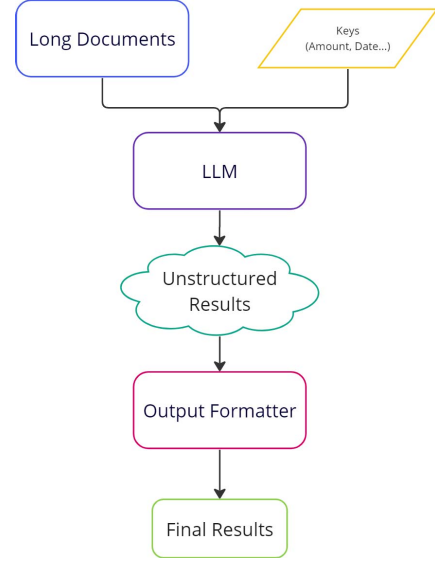 Long Documents
Keys
(Amount, Date...)
LLM
Unstructured
Results
Output Formatter
Final Results